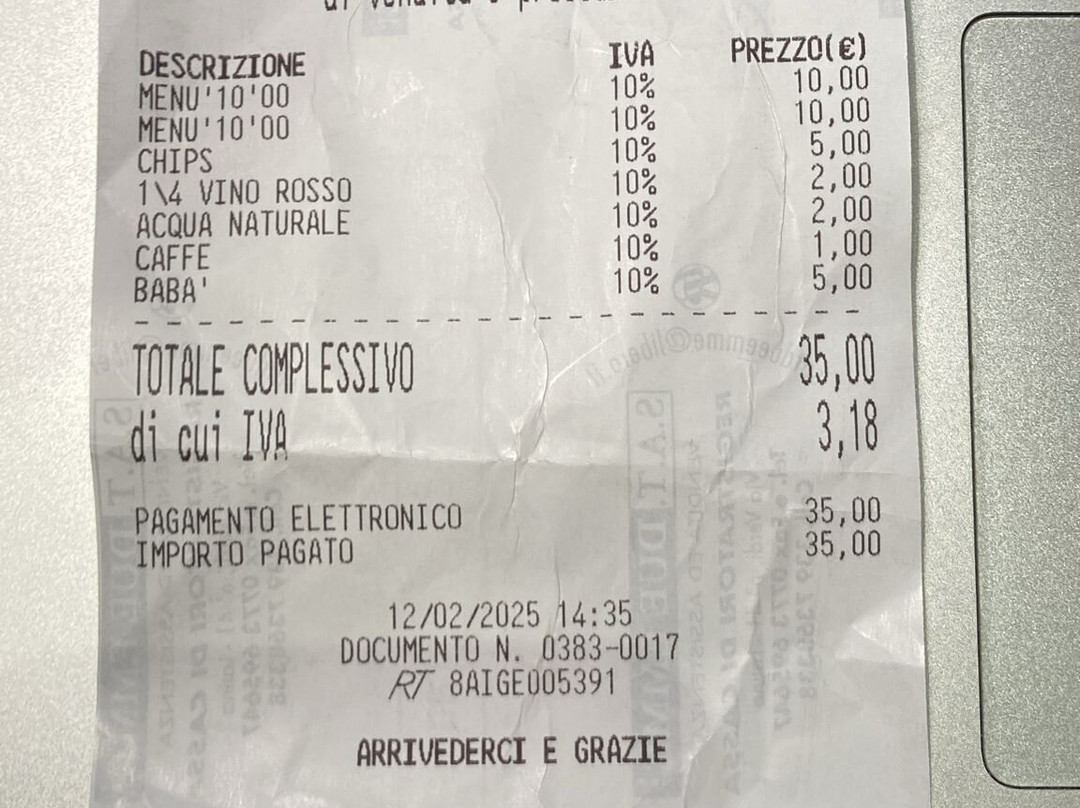 DESCRIZIONE IVA PREZZO(€)
MENU'10'00 10% 10,00
MENU'10'00 10% 10,00
CHIPS 10% 5,00
1\4 VINO ROSSO 10% 2,00
ACQUA NATURALE 10% 2,00
CAFFE 10% 1,00
BABA' 10% 5,00
TOTALE COMPLESSIVO 35,00
di cui IVA 3,18
PAGAMENTO ELETTRONICO 35,00
IMPORTO PAGATO 35,00
12/02/2025 14:35
DOCUMENTO N. 0383-0017
RT 8AIGE005391
ARRIVEDERCI E GRAZIE